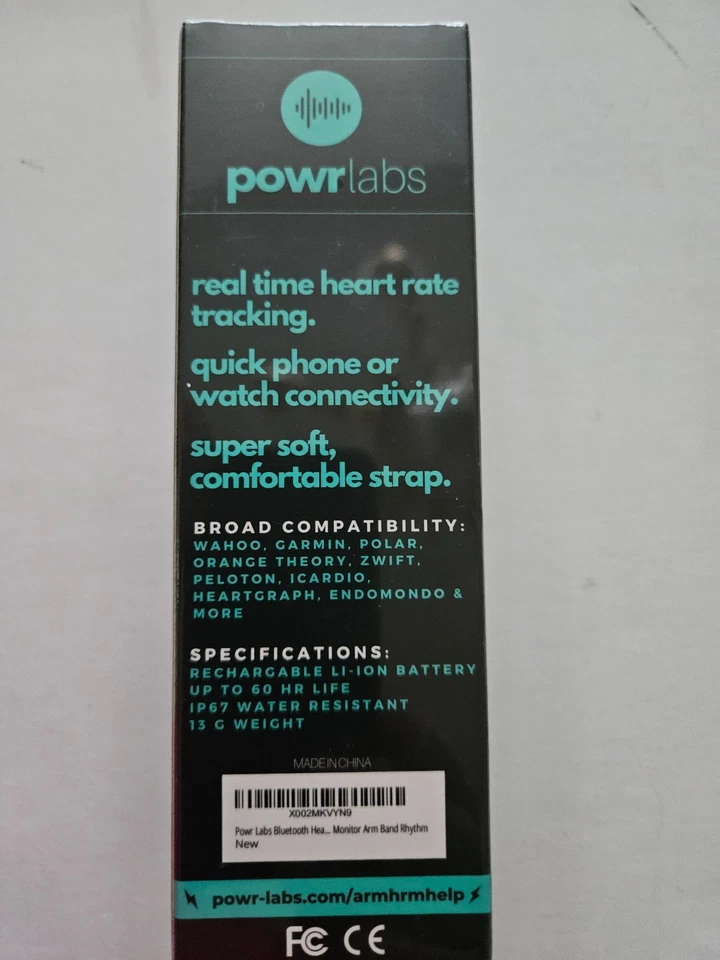 powrlabs
real time heart rate
tracking.
quick phone or
watch connectivity.
super soft,
comfortable strap.
BROAD COMPATIBILITY:
WAHOO, GARMIN, POLAR,
ORANGE THEORY, ZWIFT,
PELOTON, ICARDIO,
HEARTGRAPH, ENDOMONDO &
MORE
SPECIFICATIONS:
RECHARGABLE LI-ION BATTERY
UP TO 60 HR LIFE
IP67 WATER RESISTANT
13 G WEIGHT
MADE IN CHINA
X002MKVYN9
Powr Labs Bluetooth Hea... Monitor Arm Band Rhythm
New
powr-labs.com/armhrmhelp
FC CE